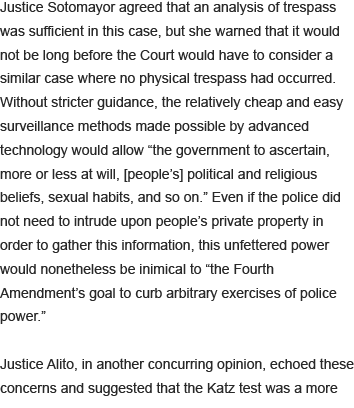 Justice Sotomayor agreed that an analysis of trespass
was sufficient in this case, but she warned that it would
not be long before the Court would have to consider a
similar case where no physical trespass had occurred.
Without stricter guidance, the relatively cheap and easy
surveillance methods made possible by advanced
technology would allow “the government to ascertain,
more or less at will, [people’s] political and religious
beliefs, sexual habits, and so on.” Even if the police did
not need to intrude upon people’s private property in
order to gather this information, this unfettered power
would nonetheless be inimical to “the Fourth
Amendment’s goal to curb arbitrary exercises of police
power.”
Justice Alito, in another concurring opinion, echoed these
concerns and suggested that the Katz test was a more